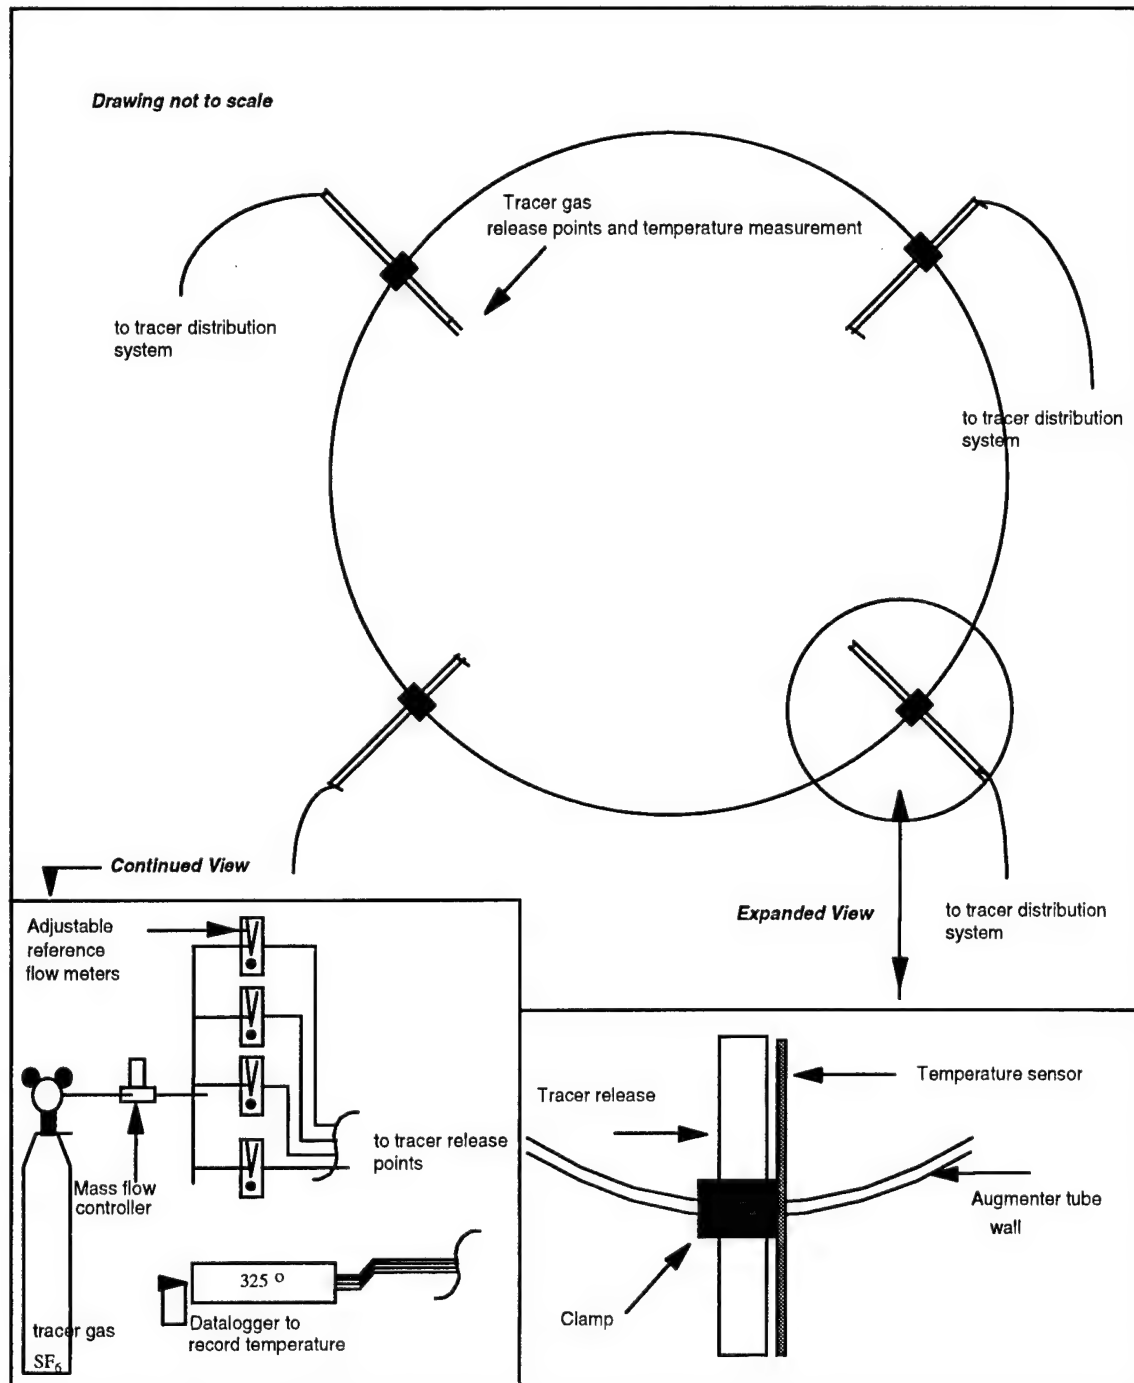 Drawing not to scale
Tracer gas
release points and temperature measurement
to tracer distribution
system
to tracer distribution
system
Continued View
Expanded View
to tracer distribution
system
Adjustable
reference
flow meters
Mass flow
controller
to tracer release
points
325 °
Datalogger to
record temperature
tracer gas
SF6
Temperature sensor
Tracer release
Augmenter tube
wall
Clamp